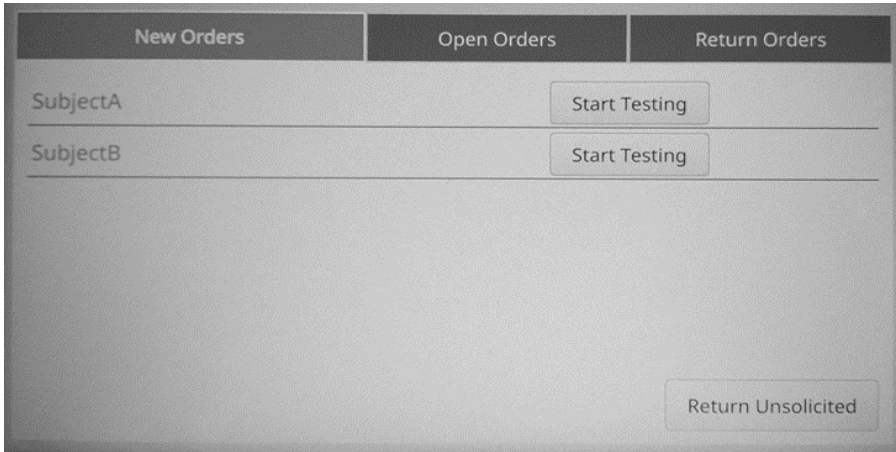 New Orders Open Orders Return Orders
SubjectA Start Testing
SubjectB Start Testing
Return Unsolicited